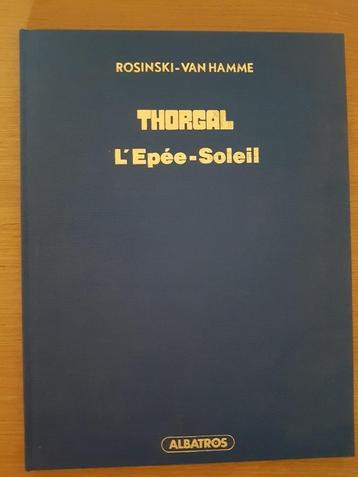 ROSINSKI-VAN HAMME
THORGAL
L'Epée-Soleil
ALBATROS